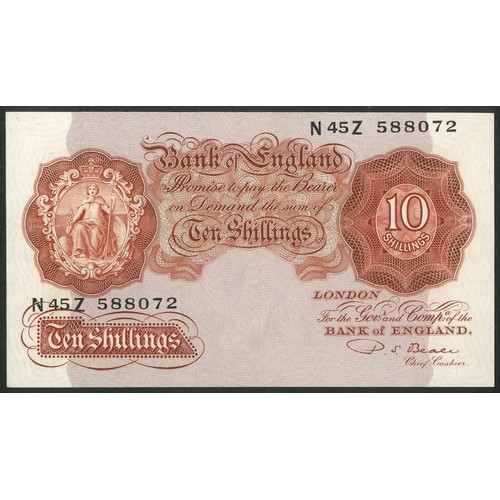 N45Z 588072
Bank of England
Promise to pay the Bearer
on Demand the sum of
Ten Shillings
10
SHILLINGS
N45Z 588072
Ten Shillings
LONDON
For the Govr. and Compa. of the
BANK OF ENGLAND.
P. S. Beale
Chief Cashier.